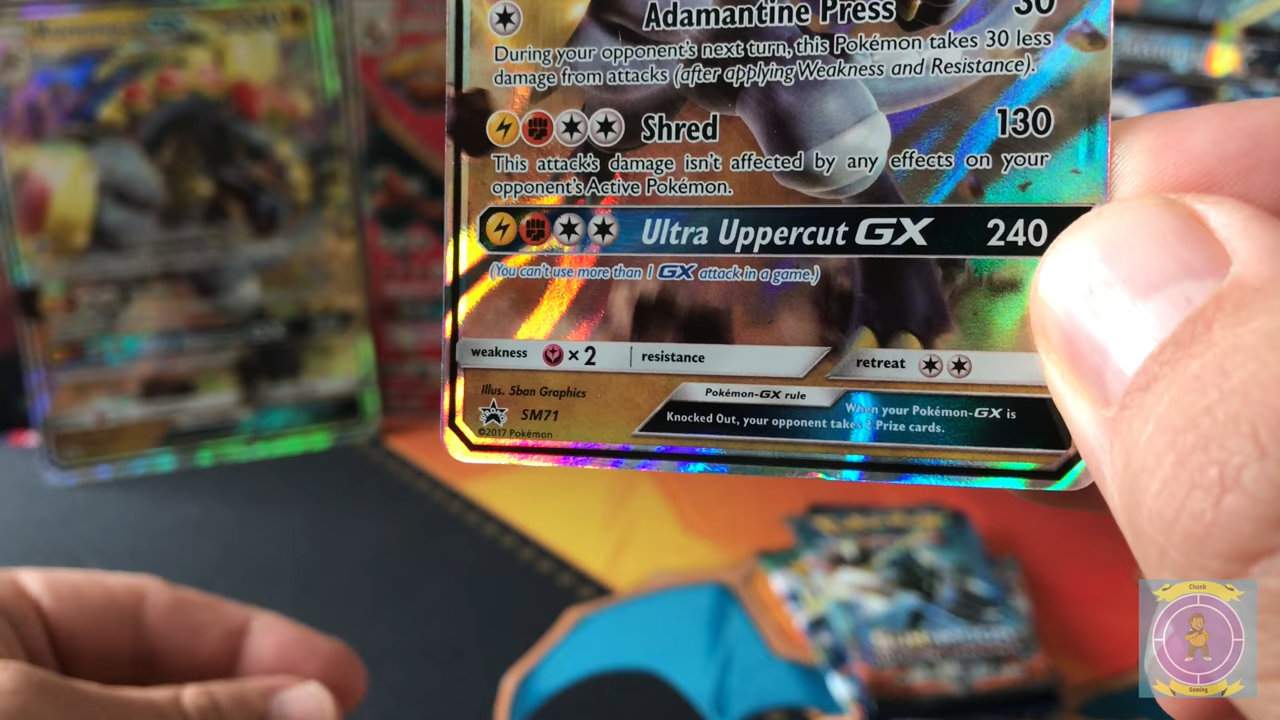 Adamantine Press 30
During your opponent's next turn, this Pokémon takes 30 less
damage from attacks (after applying Weakness and Resistance).
Shred 130
This attack's damage isn't affected by any effects on your
opponent's Active Pokémon.
Ultra Uppercut GX 240
(You can't use more than 1 GX attack in a game.)
weakness ×2 resistance retreat
Illus. 5ban Graphics
Pokémon-GX rule
SM71
When your Pokémon-GX is
Knocked Out, your opponent takes 2 Prize cards.
©2017 Pokémon
Chunk
Gaming